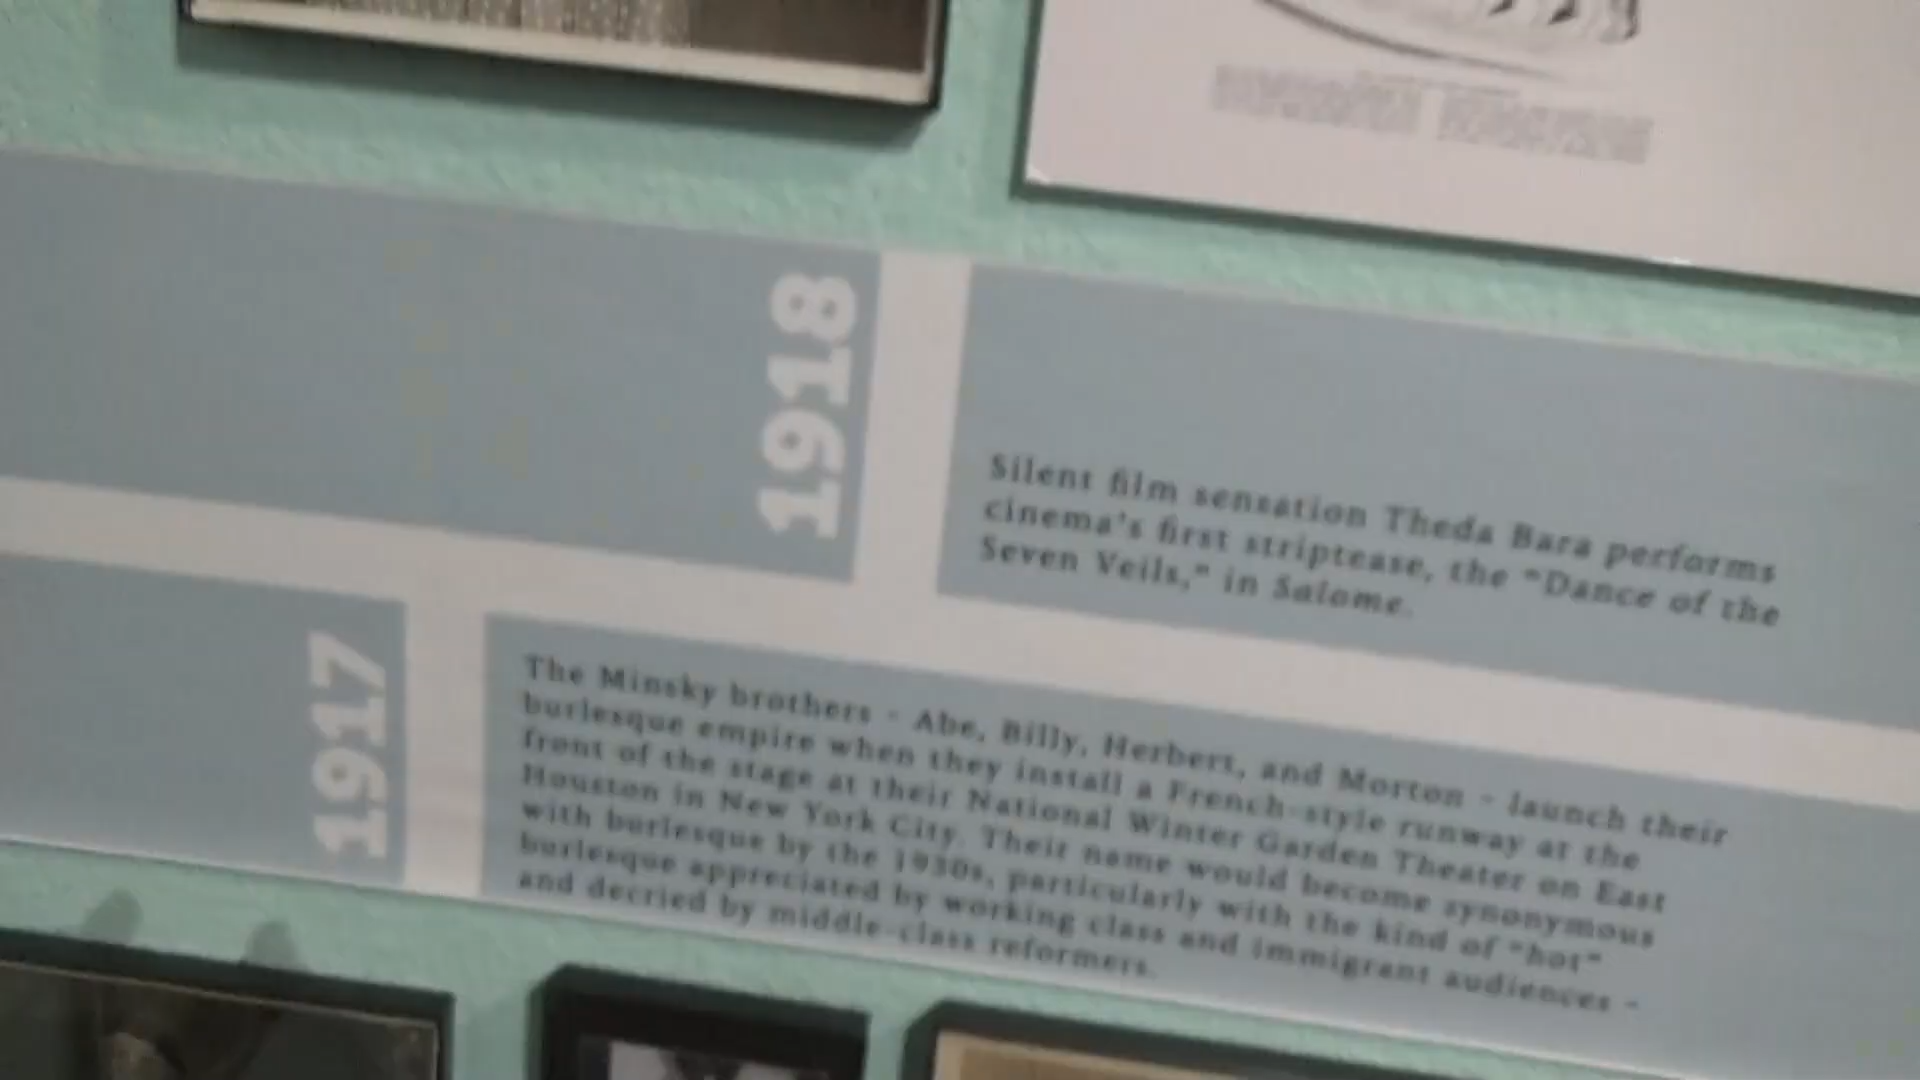 1918
Silent film sensation Theda Bara performs
cinema's first striptease, the "Dance of the
Seven Veils," in Salome.
1917
The Minsky brothers - Abe, Billy, Herbert, and Morton - launch their
burlesque empire when they install a French-style runway at the
front of the stage at their National Winter Garden Theater on East
Houston in New York City. Their name would become synonymous
with burlesque by the 1930s, particularly with the kind of "hot"
burlesque appreciated by working class and immigrant audiences -
and decried by middle-class reformers.